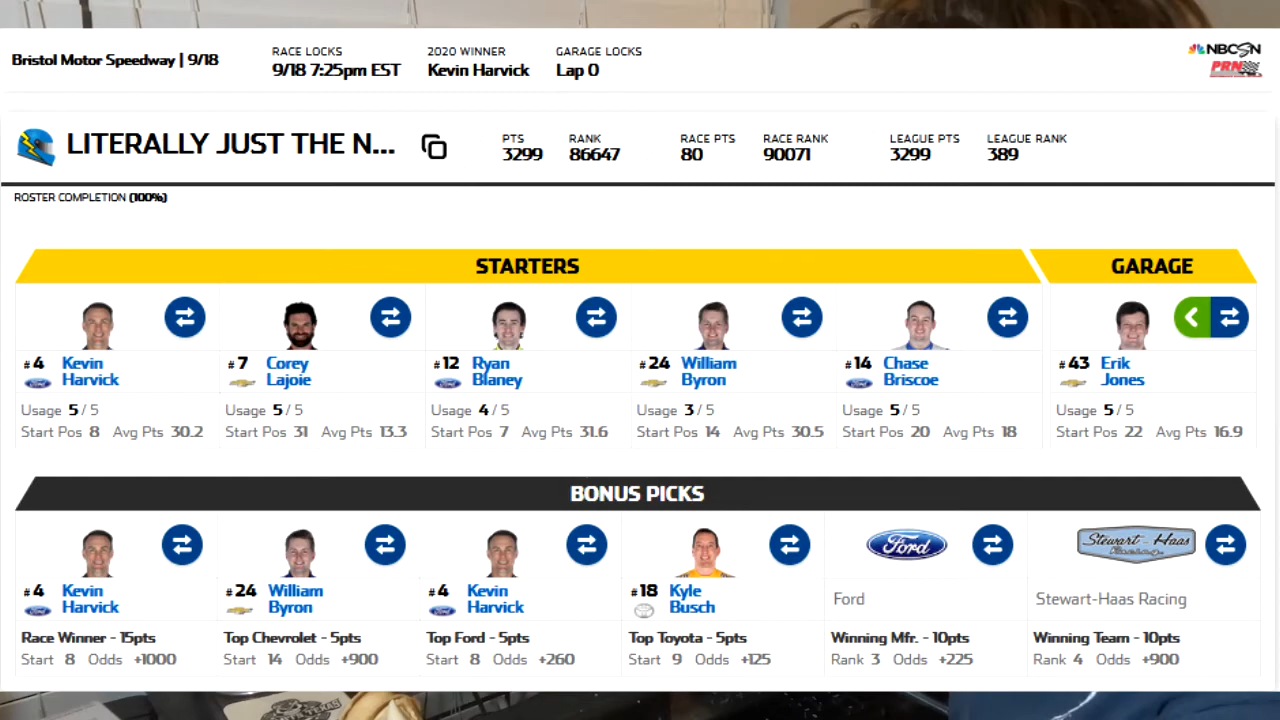 Bristol Motor Speedway | 9/18
RACE LOCKS
9/18 7:25pm EST
2020 WINNER
Kevin Harvick
GARAGE LOCKS
Lap 0
NBCSN
PRN
LITERALLY JUST THE N...
PTS
3299
RANK
86647
RACE PTS
80
RACE RANK
90071
LEAGUE PTS
3299
LEAGUE RANK
389
ROSTER COMPLETION (100%)
STARTERS
GARAGE
#4 Kevin
Harvick
Usage 5 / 5
Start Pos 8 Avg Pts 30.2
#7 Corey
Lajoie
Usage 5 / 5
Start Pos 31 Avg Pts 13.3
#12 Ryan
Blaney
Usage 4 / 5
Start Pos 7 Avg Pts 31.6
#24 William
Byron
Usage 3 / 5
Start Pos 14 Avg Pts 30.5
#14 Chase
Briscoe
Usage 5 / 5
Start Pos 20 Avg Pts 18
#43 Erik
Jones
Usage 5 / 5
Start Pos 22 Avg Pts 16.9
BONUS PICKS
#4 Kevin
Harvick
Race Winner - 15pts
Start 8 Odds +1000
#24 William
Byron
Top Chevrolet - 5pts
Start 14 Odds +900
#4 Kevin
Harvick
Top Ford - 5pts
Start 8 Odds +260
#18 Kyle
Busch
Top Toyota - 5pts
Start 9 Odds +125
Ford
Ford
Winning Mfr. - 10pts
Rank 3 Odds +225
Stewart-Haas
Racing
Stewart-Haas Racing
Winning Team - 10pts
Rank 4 Odds +900